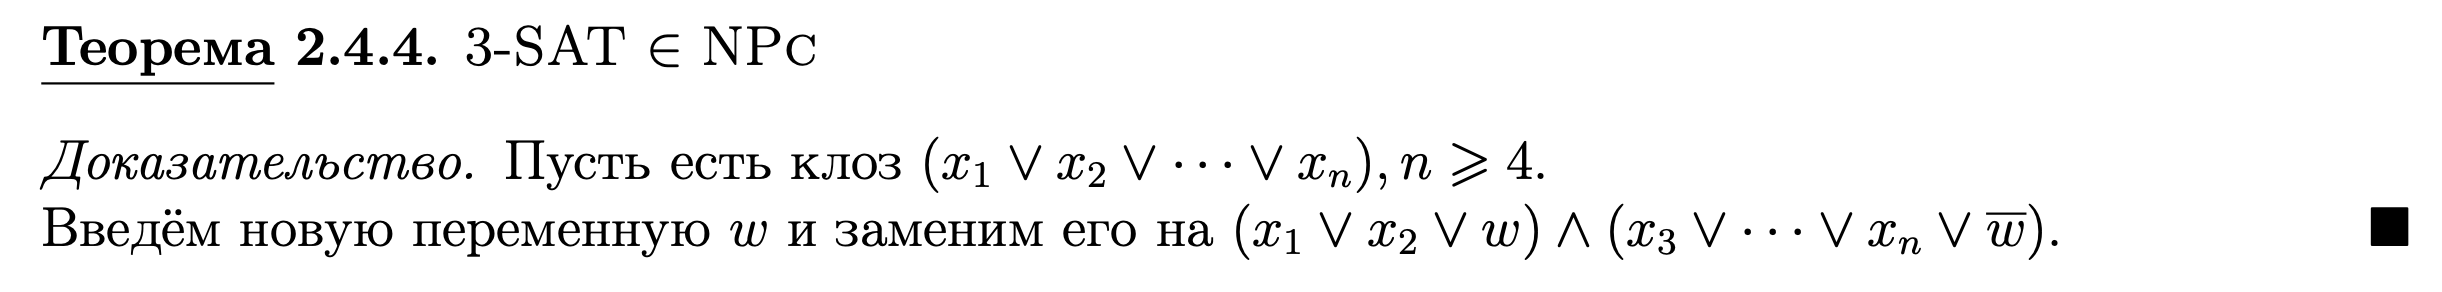 Теорема 2.4.4. 3-SAT ∈ NPC
Доказательство. Пусть есть клоз (x₁ ∨ x₂ ∨ ⋯ ∨ xₙ), n ⩾ 4.
Введём новую переменную w и заменим его на (x₁ ∨ x₂ ∨ w) ∧ (x₃ ∨ ⋯ ∨ xₙ ∨ w̅). ■